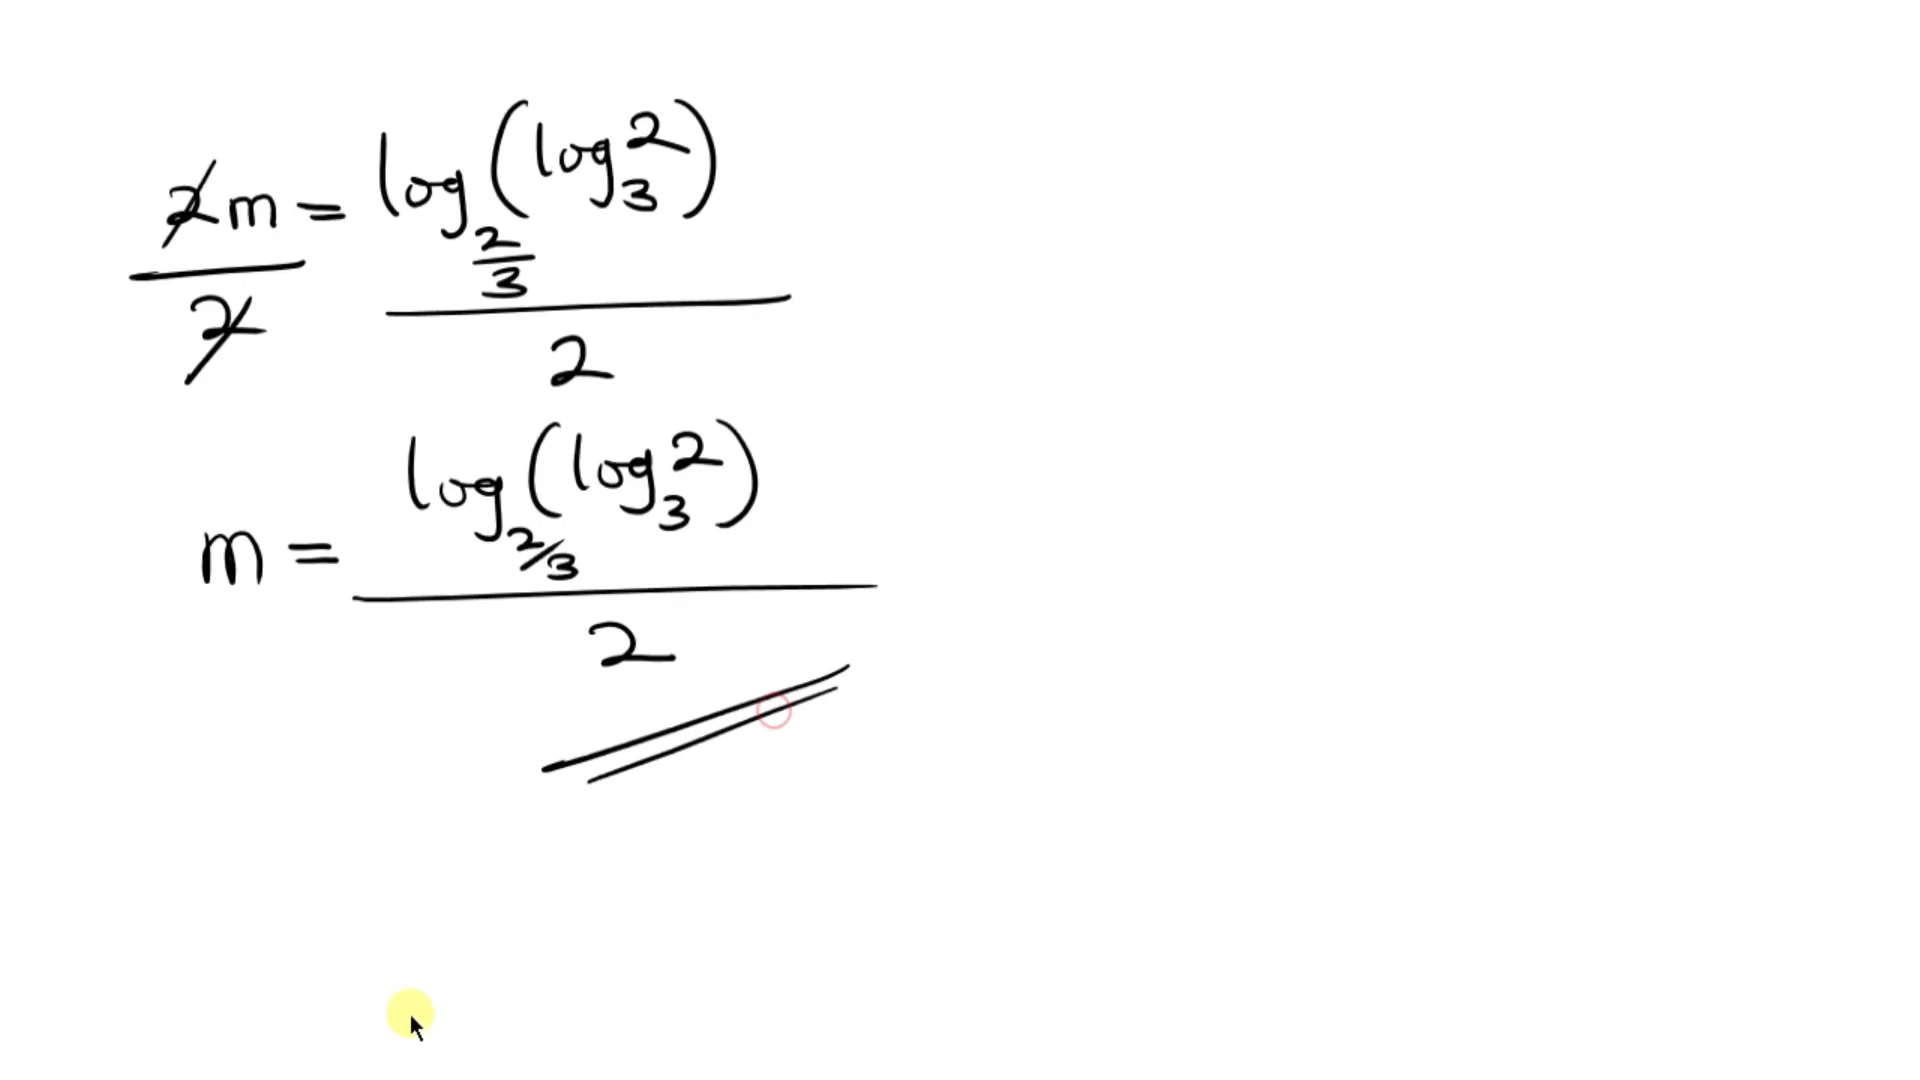 2m/2 = log_{2/3}(log_3 2)/2
m = log_{2/3}(log_3 2)/2